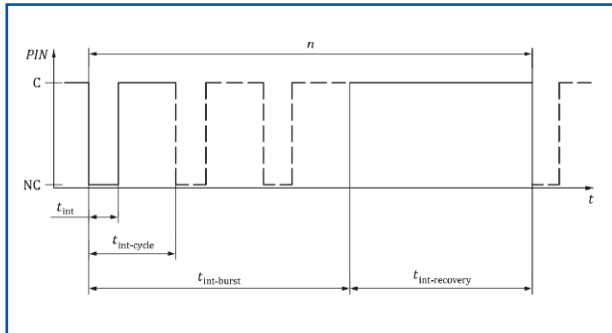 n
PIN
C
NC
t
t_int
t_int-cycle
t_int-burst
t_int-recovery